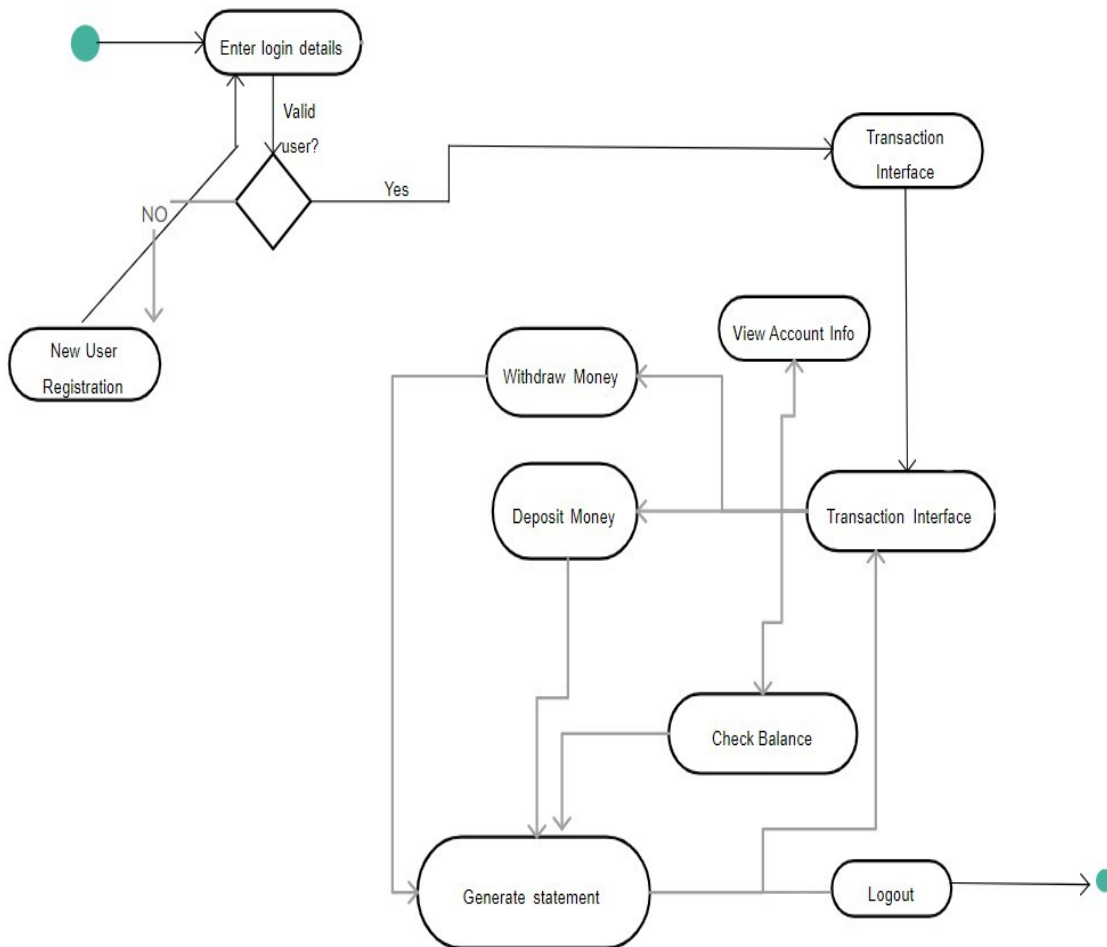 Enter login details
Valid
user?
Transaction
Interface
Yes
NO
View Account Info
New User
Registration
Withdraw Money
Deposit Money
Transaction Interface
Check Balance
Generate statement
Logout